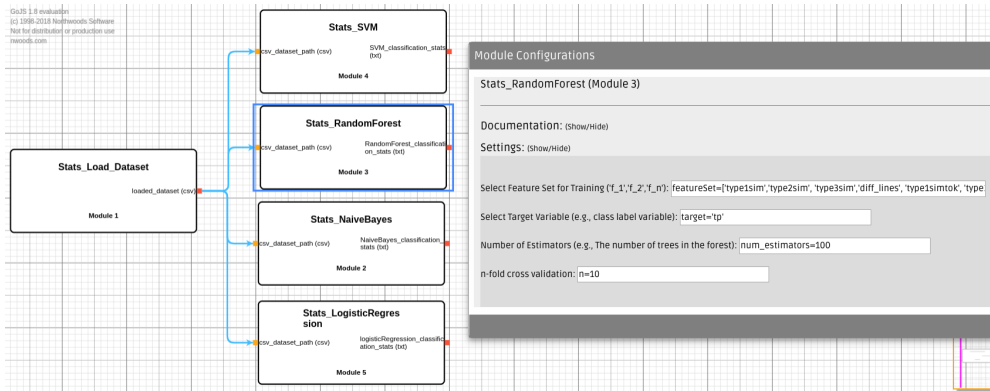 GoJS 1.8 evaluation
(c) 1998-2018 Northwoods Software
Not for distribution or production use
nwoods.com
Stats_Load_Dataset
loaded_dataset (csv)
Module 1
Stats_SVM
csv_dataset_path (csv)
SVM_classification_stats
(txt)
Module 4
Stats_RandomForest
csv_dataset_path (csv)
RandomForest_classificati
on_stats (txt)
Module 3
Stats_NaiveBayes
csv_dataset_path (csv)
NaiveBayes_classification_
stats (txt)
Module 2
Stats_LogisticRegres
sion
csv_dataset_path (csv)
logisticRegression_classific
ation_stats (txt)
Module 5
Module Configurations
Stats_RandomForest (Module 3)
Documentation: (Show/Hide)
Settings: (Show/Hide)
Select Feature Set for Training ('f_1','f_2','f_n'): featureSet=['type1sim','type2sim', 'type3sim','diff_lines', 'type1simtok', 'type
Select Target Variable (e.g., class label variable): target='tp'
Number of Estimators (e.g., The number of trees in the forest): num_estimators=100
n-fold cross validation: n=10